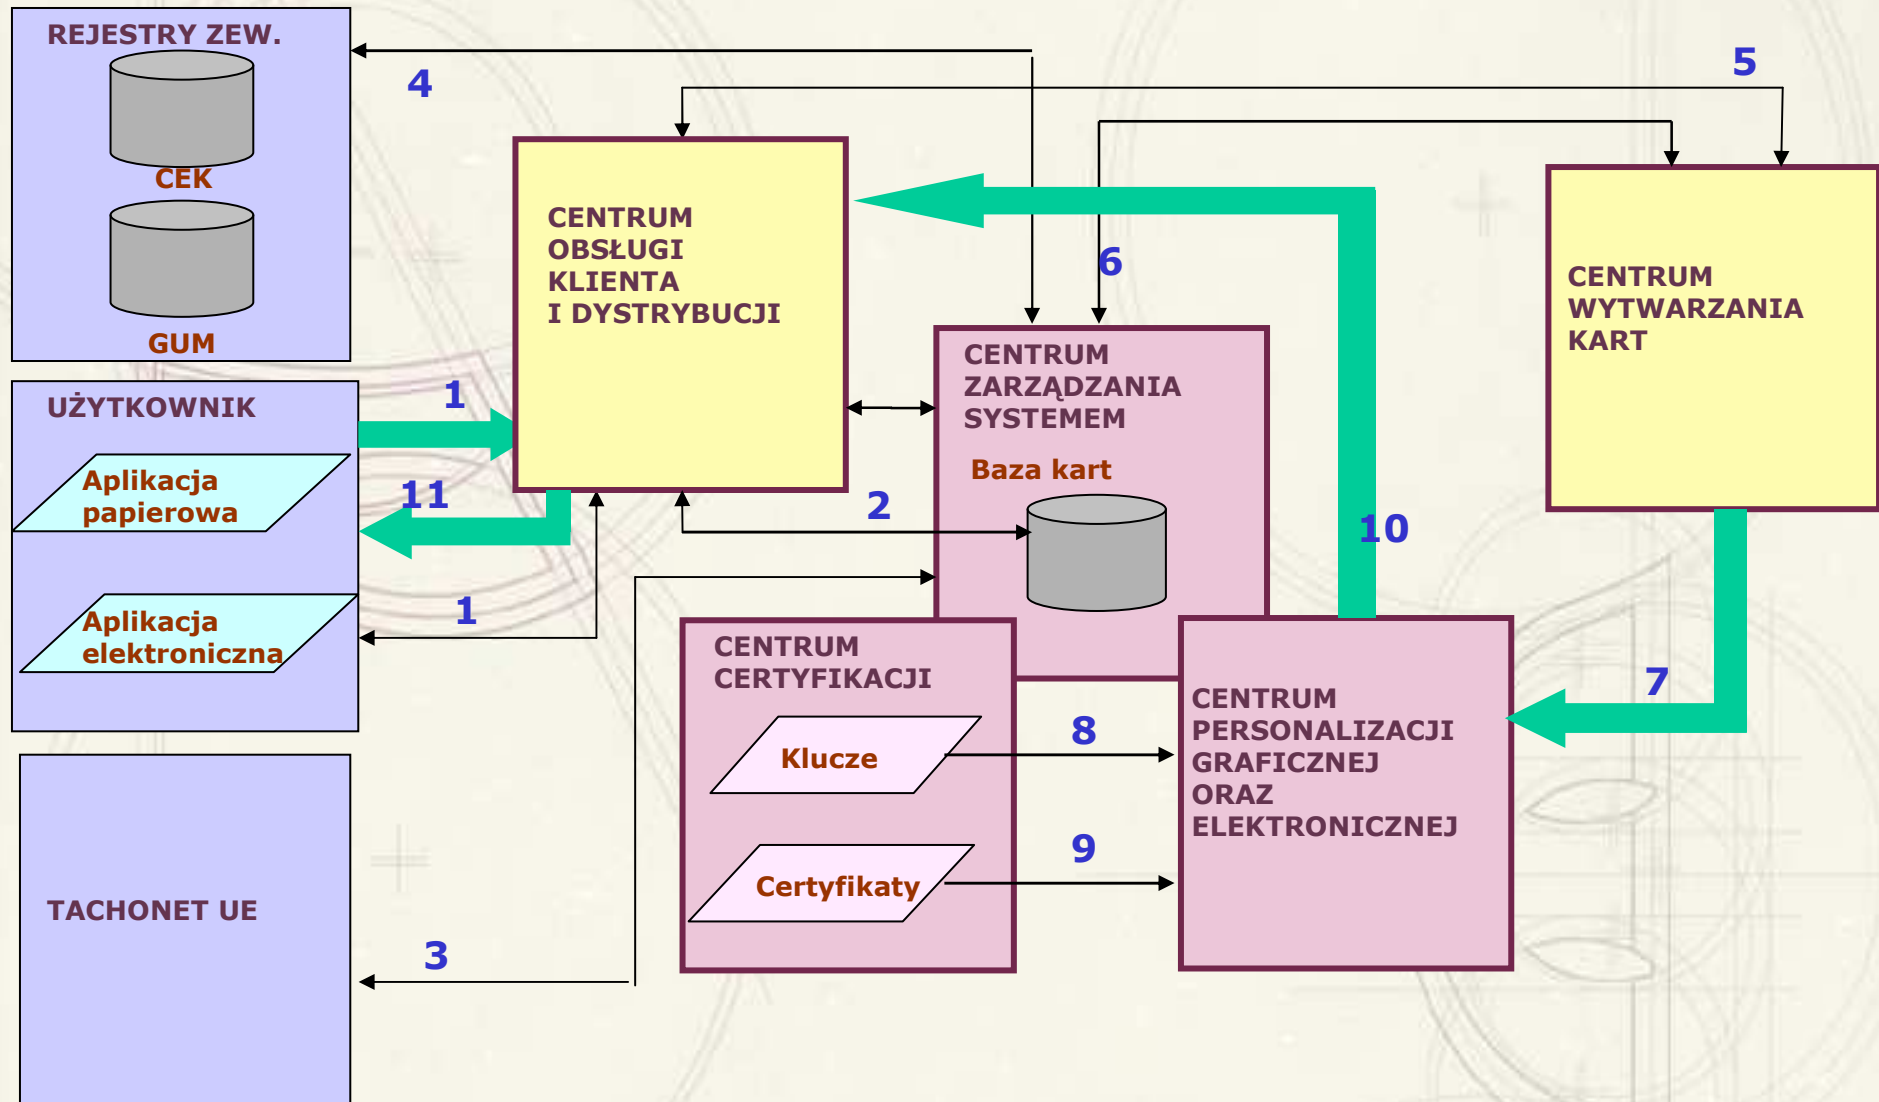 REJESTRY ZEW.
CEK
GUM
4
5
CENTRUM
OBSŁUGI
KLIENTA
I DYSTRYBUCJI
6
CENTRUM
WYTWARZANIA
KART
UŻYTKOWNIK
Aplikacja
papierowa
Aplikacja
elektroniczna
1
11
1
2
CENTRUM
ZARZĄDZANIA
SYSTEMEM
Baza kart
10
7
CENTRUM
CERTYFIKACJI
Klucze
Certyfikaty
8
9
CENTRUM
PERSONALIZACJI
GRAFICZNEJ
ORAZ
ELEKTRONICZNEJ
TACHONET UE
3